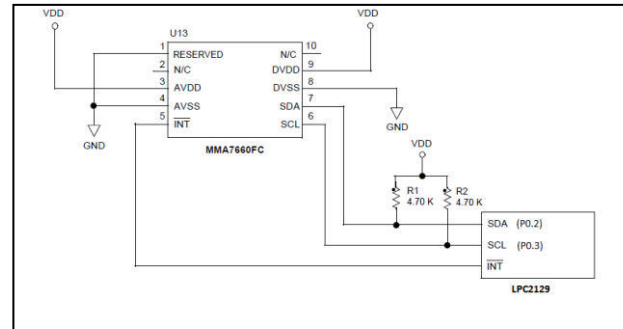 VDD
U13
VDD
1 RESERVED N/C 10
2 N/C DVDD 9
3 AVDD DVSS 8
4 AVSS SDA 7
5 INT SCL 6
GND
MMA7660FC
GND
VDD
R1
4.70 K
R2
4.70 K
SDA (P0.2)
SCL (P0.3)
INT
LPC2129